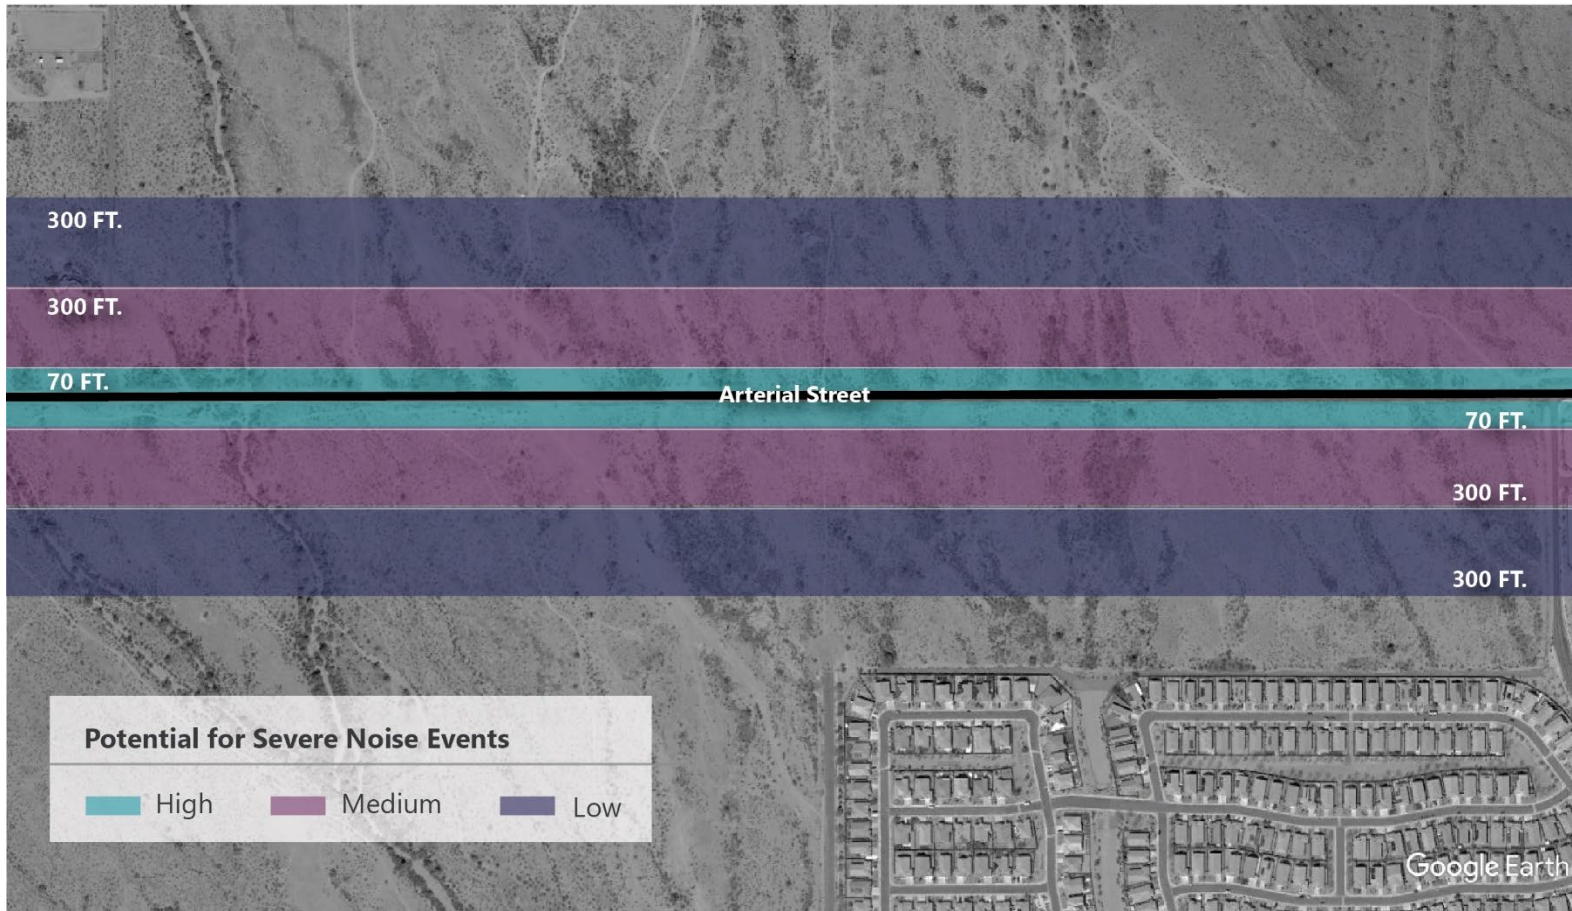 300 FT.
300 FT.
70 FT.
Arterial Street
70 FT.
300 FT.
300 FT.
Potential for Severe Noise Events
High
Medium
Low
Google Earth